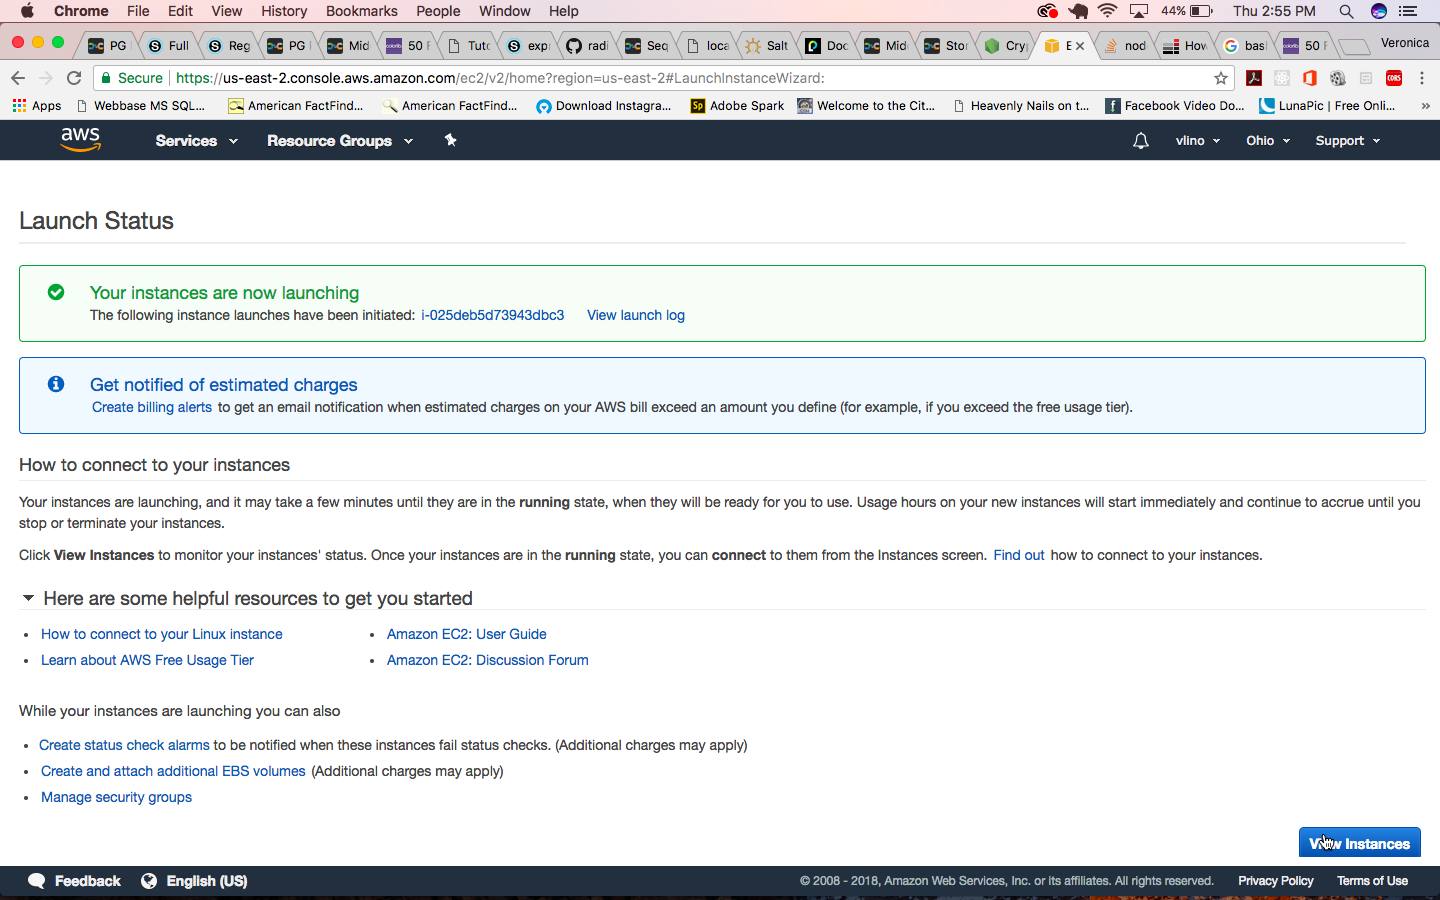 Chrome File Edit View History Bookmarks People Window Help 44% Thu 2:55 PM
PG Full Reg PG Mid 50 F Tuto exp radi Seq loca Salt Doc Mid Stor Cry E nod How bas 50 F Veronica
Secure https://us-east-2.console.aws.amazon.com/ec2/v2/home?region=us-east-2#LaunchInstanceWizard:
Apps Webbase MS SQL... American FactFind... American FactFind... Download Instagra... Sp Adobe Spark Welcome to the Cit... Heavenly Nails on t... Facebook Video Do... LunaPic | Free Onli... »
aws Services Resource Groups vlino Ohio Support
Launch Status
Your instances are now launching
The following instance launches have been initiated: i-025deb5d73943dbc3 View launch log
Get notified of estimated charges
Create billing alerts to get an email notification when estimated charges on your AWS bill exceed an amount you define (for example, if you exceed the free usage tier).
How to connect to your instances
Your instances are launching, and it may take a few minutes until they are in the running state, when they will be ready for you to use. Usage hours on your new instances will start immediately and continue to accrue until you
stop or terminate your instances.
Click View Instances to monitor your instances' status. Once your instances are in the running state, you can connect to them from the Instances screen. Find out how to connect to your instances.
Here are some helpful resources to get you started
• How to connect to your Linux instance
• Amazon EC2: User Guide
• Learn about AWS Free Usage Tier
• Amazon EC2: Discussion Forum
While your instances are launching you can also
• Create status check alarms to be notified when these instances fail status checks. (Additional charges may apply)
• Create and attach additional EBS volumes (Additional charges may apply)
• Manage security groups
View Instances
Feedback English (US) © 2008 - 2018, Amazon Web Services, Inc. or its affiliates. All rights reserved. Privacy Policy Terms of Use